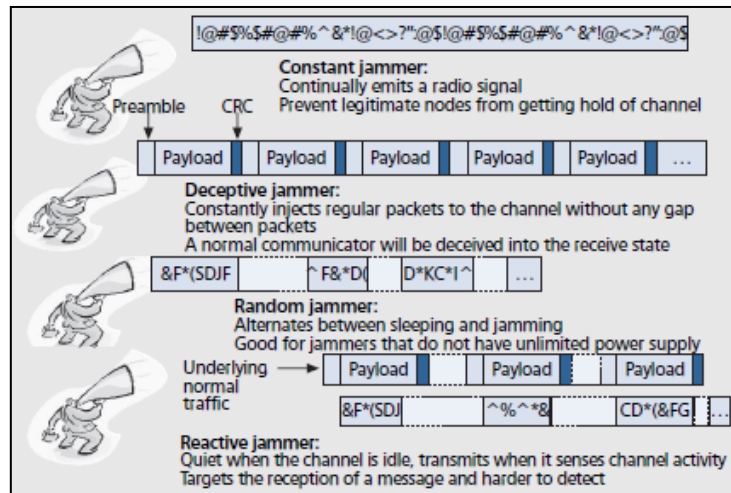 !@#$%$#@#%^&*!@<>?":@$!@#$%$#@#%^&*!@<>?":@$
Constant jammer:
Continually emits a radio signal
Prevent legitimate nodes from getting hold of channel
Preamble CRC
Payload Payload Payload Payload Payload ...
Deceptive jammer:
Constantly injects regular packets to the channel without any gap
between packets
A normal communicator will be deceived into the receive state
&F*(SDJF ^F&*D( D*KC*I^ ...
Random jammer:
Alternates between sleeping and jamming
Good for jammers that do not have unlimited power supply
Underlying
normal
traffic
Payload Payload Payload
&F*(SDJ ^%^*& CD*(&FG ...
Reactive jammer:
Quiet when the channel is idle, transmits when it senses channel activity
Targets the reception of a message and harder to detect